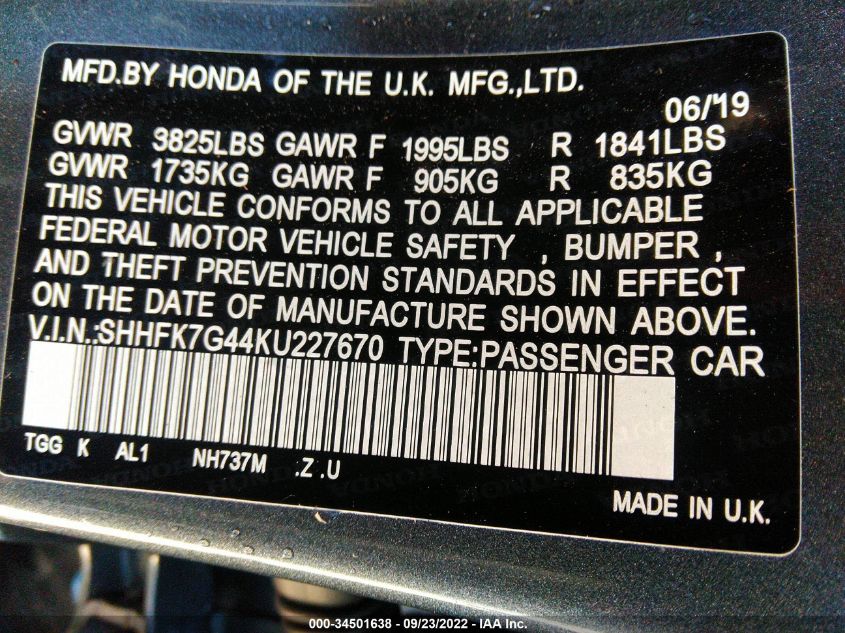 MFD.BY HONDA OF THE U.K. MFG.,LTD.
06/'19
GVWR 3825LBS GAWR F 1995LBS R 1841LBS
GVWR 1735KG GAWR F 905KG R 835KG
THIS VEHICLE CONFORMS TO ALL APPLICABLE
FEDERAL MOTOR VEHICLE SAFETY , BUMPER ,
AND THEFT PREVENTION STANDARDS IN EFFECT
ON THE DATE OF MANUFACTURE SHOWN ABOVE.
V.I.N.:SHHFK7G44KU227670 TYPE:PASSENGER CAR
TGG K AL1 NH737M .Z .U
MADE IN U.K.
000-34501638 - 09/23/2022 - IAA Inc.